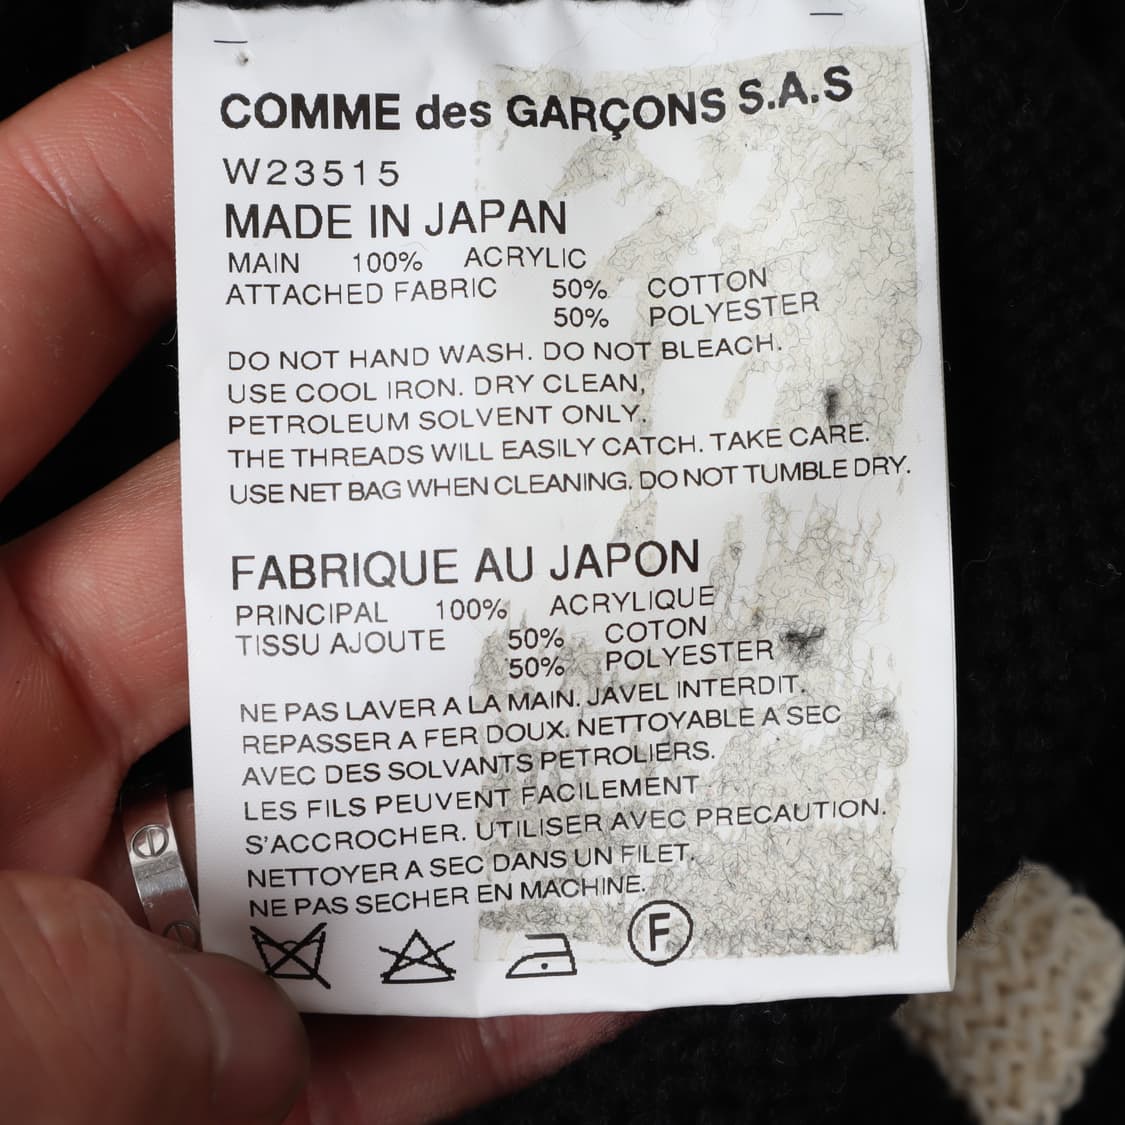 COMME des GARÇONS S.A.S
W23515
MADE IN JAPAN
MAIN 100% ACRYLIC
ATTACHED FABRIC 50% COTTON
50% POLYESTER
DO NOT HAND WASH. DO NOT BLEACH.
USE COOL IRON. DRY CLEAN,
PETROLEUM SOLVENT ONLY.
THE THREADS WILL EASILY CATCH. TAKE CARE.
USE NET BAG WHEN CLEANING. DO NOT TUMBLE DRY.
FABRIQUE AU JAPON
PRINCIPAL 100% ACRYLIQUE
TISSU AJOUTE 50% COTON
50% POLYESTER
NE PAS LAVER A LA MAIN. JAVEL INTERDIT.
REPASSER A FER DOUX. NETTOYABLE A SEC
AVEC DES SOLVANTS PETROLIERS.
LES FILS PEUVENT FACILEMENT
S'ACCROCHER. UTILISER AVEC PRECAUTION.
NETTOYER A SEC DANS UN FILET.
NE PAS SECHER EN MACHINE.
F